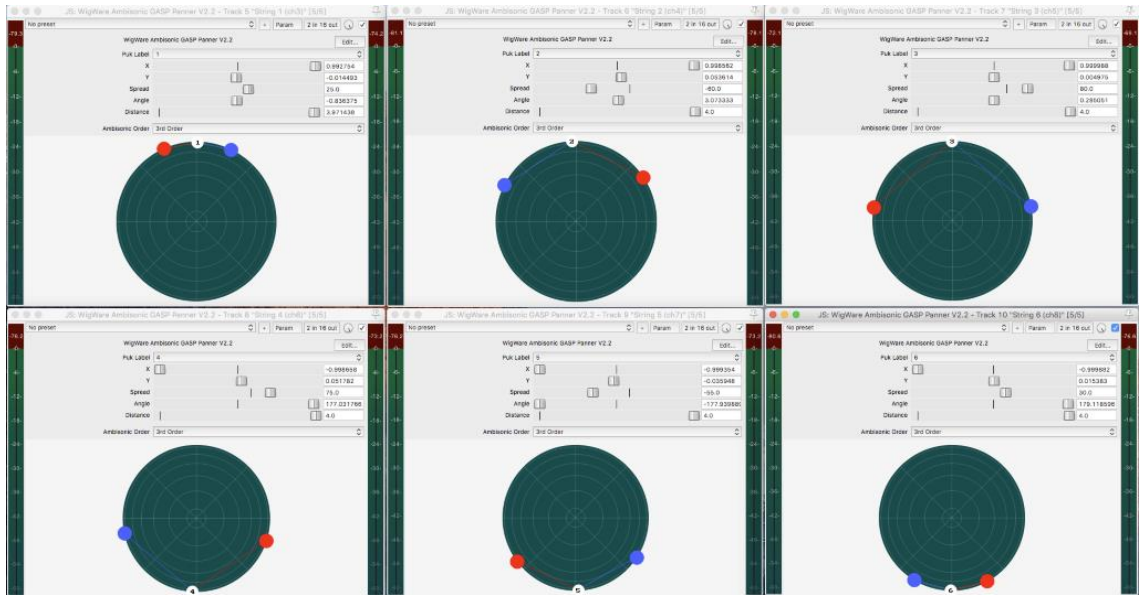 JS: WigWare Ambisonic GASP Panner V2.2 - Track 5 "String 1 (ch3)" [5/5]
No preset + Param 2 in 16 out
WigWare Ambisonic GASP Panner V2.2
Edit...
Puk Label 1
X 0.992754
Y -0.014493
Spread 25.0
Angle -0.836375
Distance 3.971438
Ambisonic Order 3rd Order
1
JS: WigWare Ambisonic GASP Panner V2.2 - Track 6 "String 2 (ch4)" [5/5]
No preset + Param 2 in 16 out
WigWare Ambisonic GASP Panner V2.2
Edit...
Puk Label 2
X 0.998562
Y 0.053614
Spread -60.0
Angle 3.073333
Distance 4.0
Ambisonic Order 3rd Order
2
JS: WigWare Ambisonic GASP Panner V2.2 - Track 7 "String 3 (ch5)" [5/5]
No preset + Param 2 in 16 out
WigWare Ambisonic GASP Panner V2.2
Edit...
Puk Label 3
X 0.999988
Y 0.004975
Spread 80.0
Angle 0.285051
Distance 4.0
Ambisonic Order 3rd Order
3
JS: WigWare Ambisonic GASP Panner V2.2 - Track 8 "String 4 (ch6)" [5/5]
No preset + Param 2 in 16 out
WigWare Ambisonic GASP Panner V2.2
Edit...
Puk Label 4
X -0.998658
Y 0.051782
Spread 75.0
Angle 177.031766
Distance 4.0
Ambisonic Order 3rd Order
4
JS: WigWare Ambisonic GASP Panner V2.2 - Track 9 "String 5 (ch7)" [5/5]
No preset + Param 2 in 16 out
WigWare Ambisonic GASP Panner V2.2
Edit...
Puk Label 5
X -0.999354
Y -0.035948
Spread -55.0
Angle -177.939885
Distance 4.0
Ambisonic Order 3rd Order
5
JS: WigWare Ambisonic GASP Panner V2.2 - Track 10 "String 6 (ch8)" [5/5]
No preset + Param 2 in 16 out
WigWare Ambisonic GASP Panner V2.2
Edit...
Puk Label 6
X -0.999882
Y 0.015383
Spread 30.0
Angle 179.118596
Distance 4.0
Ambisonic Order 3rd Order
6